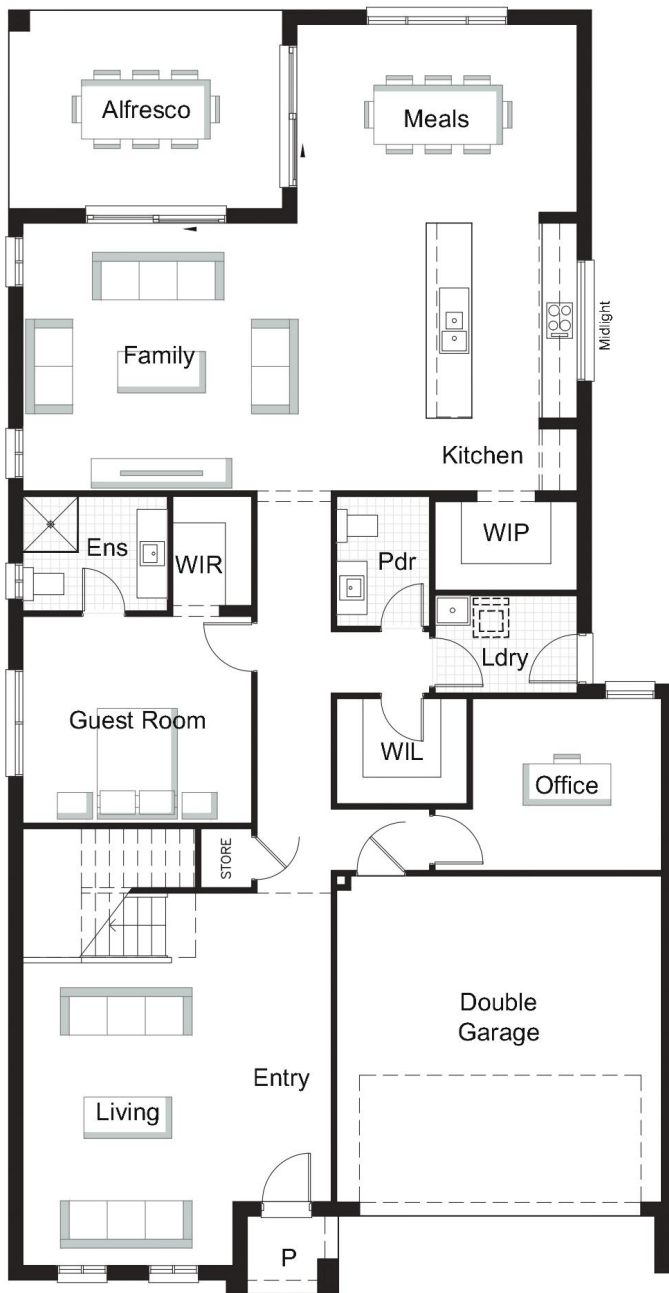 Alfresco
Meals
Midlight
Family
Kitchen
Ens
WIR
Pdr
WIP
Ldry
Guest Room
WIL
Office
STORE
Double
Garage
Entry
Living
P